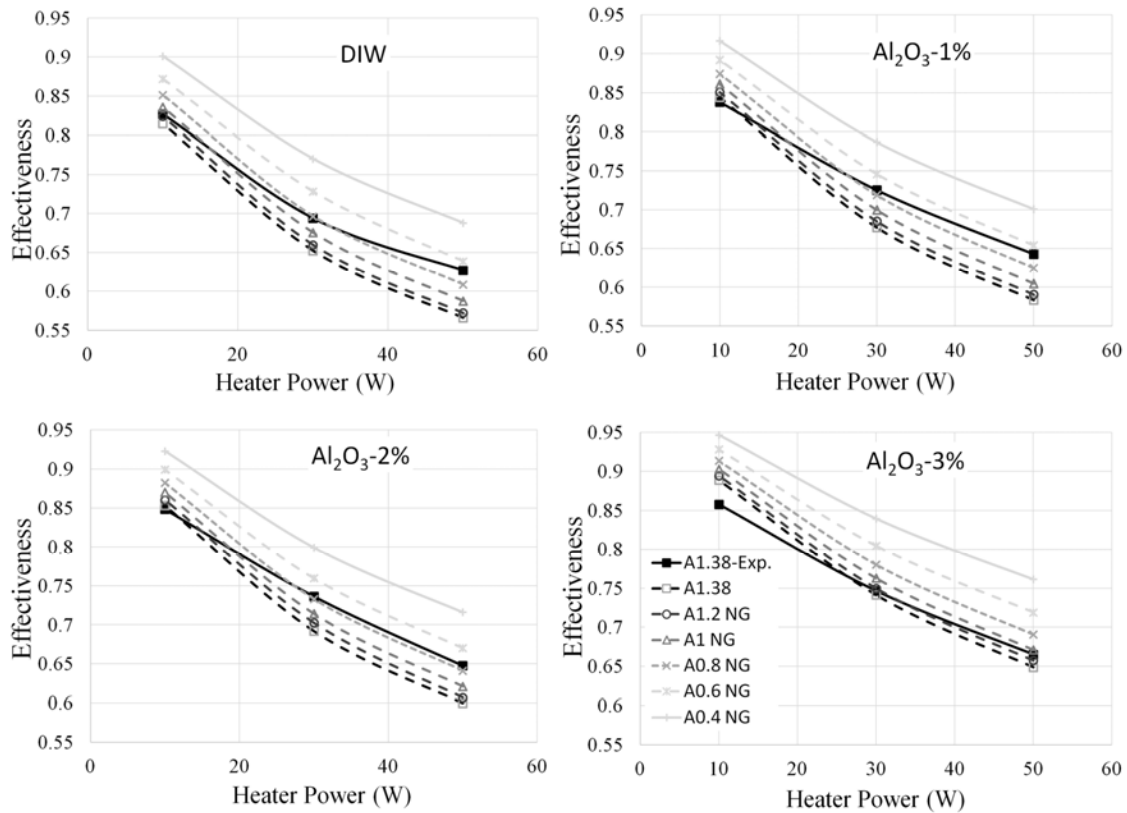 DIW
0.95
0.9
0.85
0.8
0.75
0.7
0.65
0.6
0.55
Effectiveness
0 20 40 60
Heater Power (W)
Al2O3-1%
0.95
0.9
0.85
0.8
0.75
0.7
0.65
0.6
0.55
Effectiveness
0 10 20 30 40 50 60
Heater Power (W)
Al2O3-2%
0.95
0.9
0.85
0.8
0.75
0.7
0.65
0.6
0.55
Effectiveness
0 20 40 60
Heater Power (W)
Al2O3-3%
0.95
0.9
0.85
0.8
0.75
0.7
0.65
0.6
0.55
Effectiveness
A1.38-Exp.
A1.38
A1.2 NG
A1 NG
A0.8 NG
A0.6 NG
A0.4 NG
0 10 20 30 40 50 60
Heater Power (W)